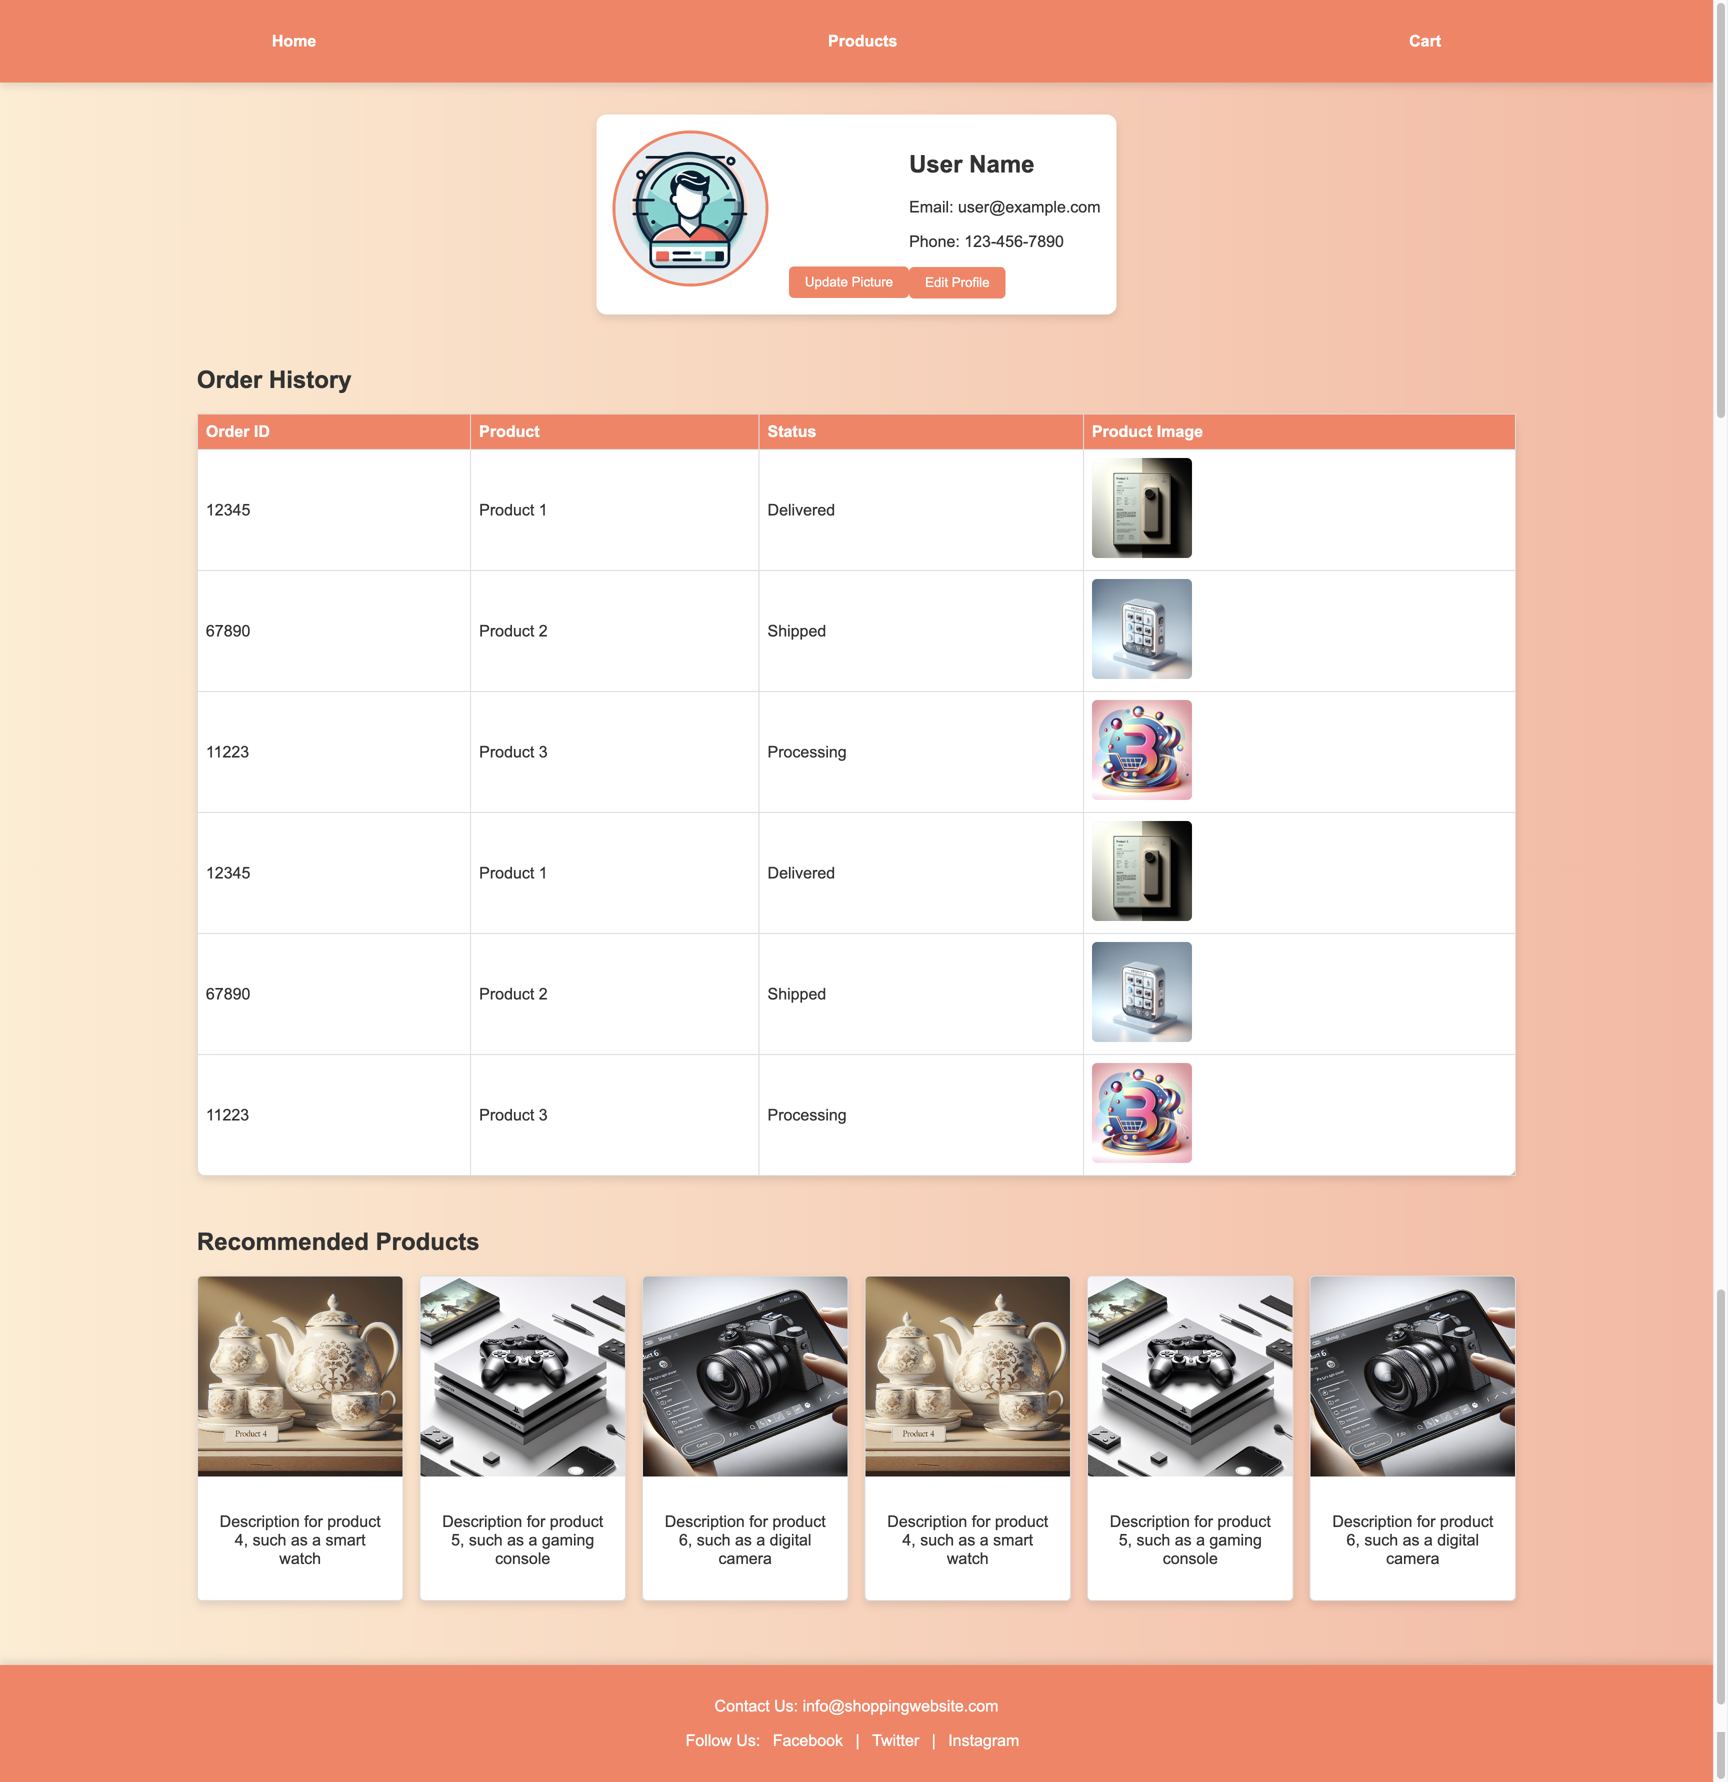 Home
Products
Cart
User Name
Email: user@example.com
Phone: 123-456-7890
Update Picture
Edit Profile
Order History
Order ID
Product
Status
Product Image
12345
Product 1
Delivered
67890
Product 2
Shipped
11223
Product 3
Processing
3
12345
Product 1
Delivered
67890
Product 2
Shipped
11223
Product 3
Processing
3
Recommended Products
Product 4
Product 4
Description for product
4, such as a smart
watch
Description for product
5, such as a gaming
console
Description for product
6, such as a digital
camera
Description for product
4, such as a smart
watch
Description for product
5, such as a gaming
console
Description for product
6, such as a digital
camera
Contact Us: info@shoppingwebsite.com
Follow Us: Facebook | Twitter | Instagram